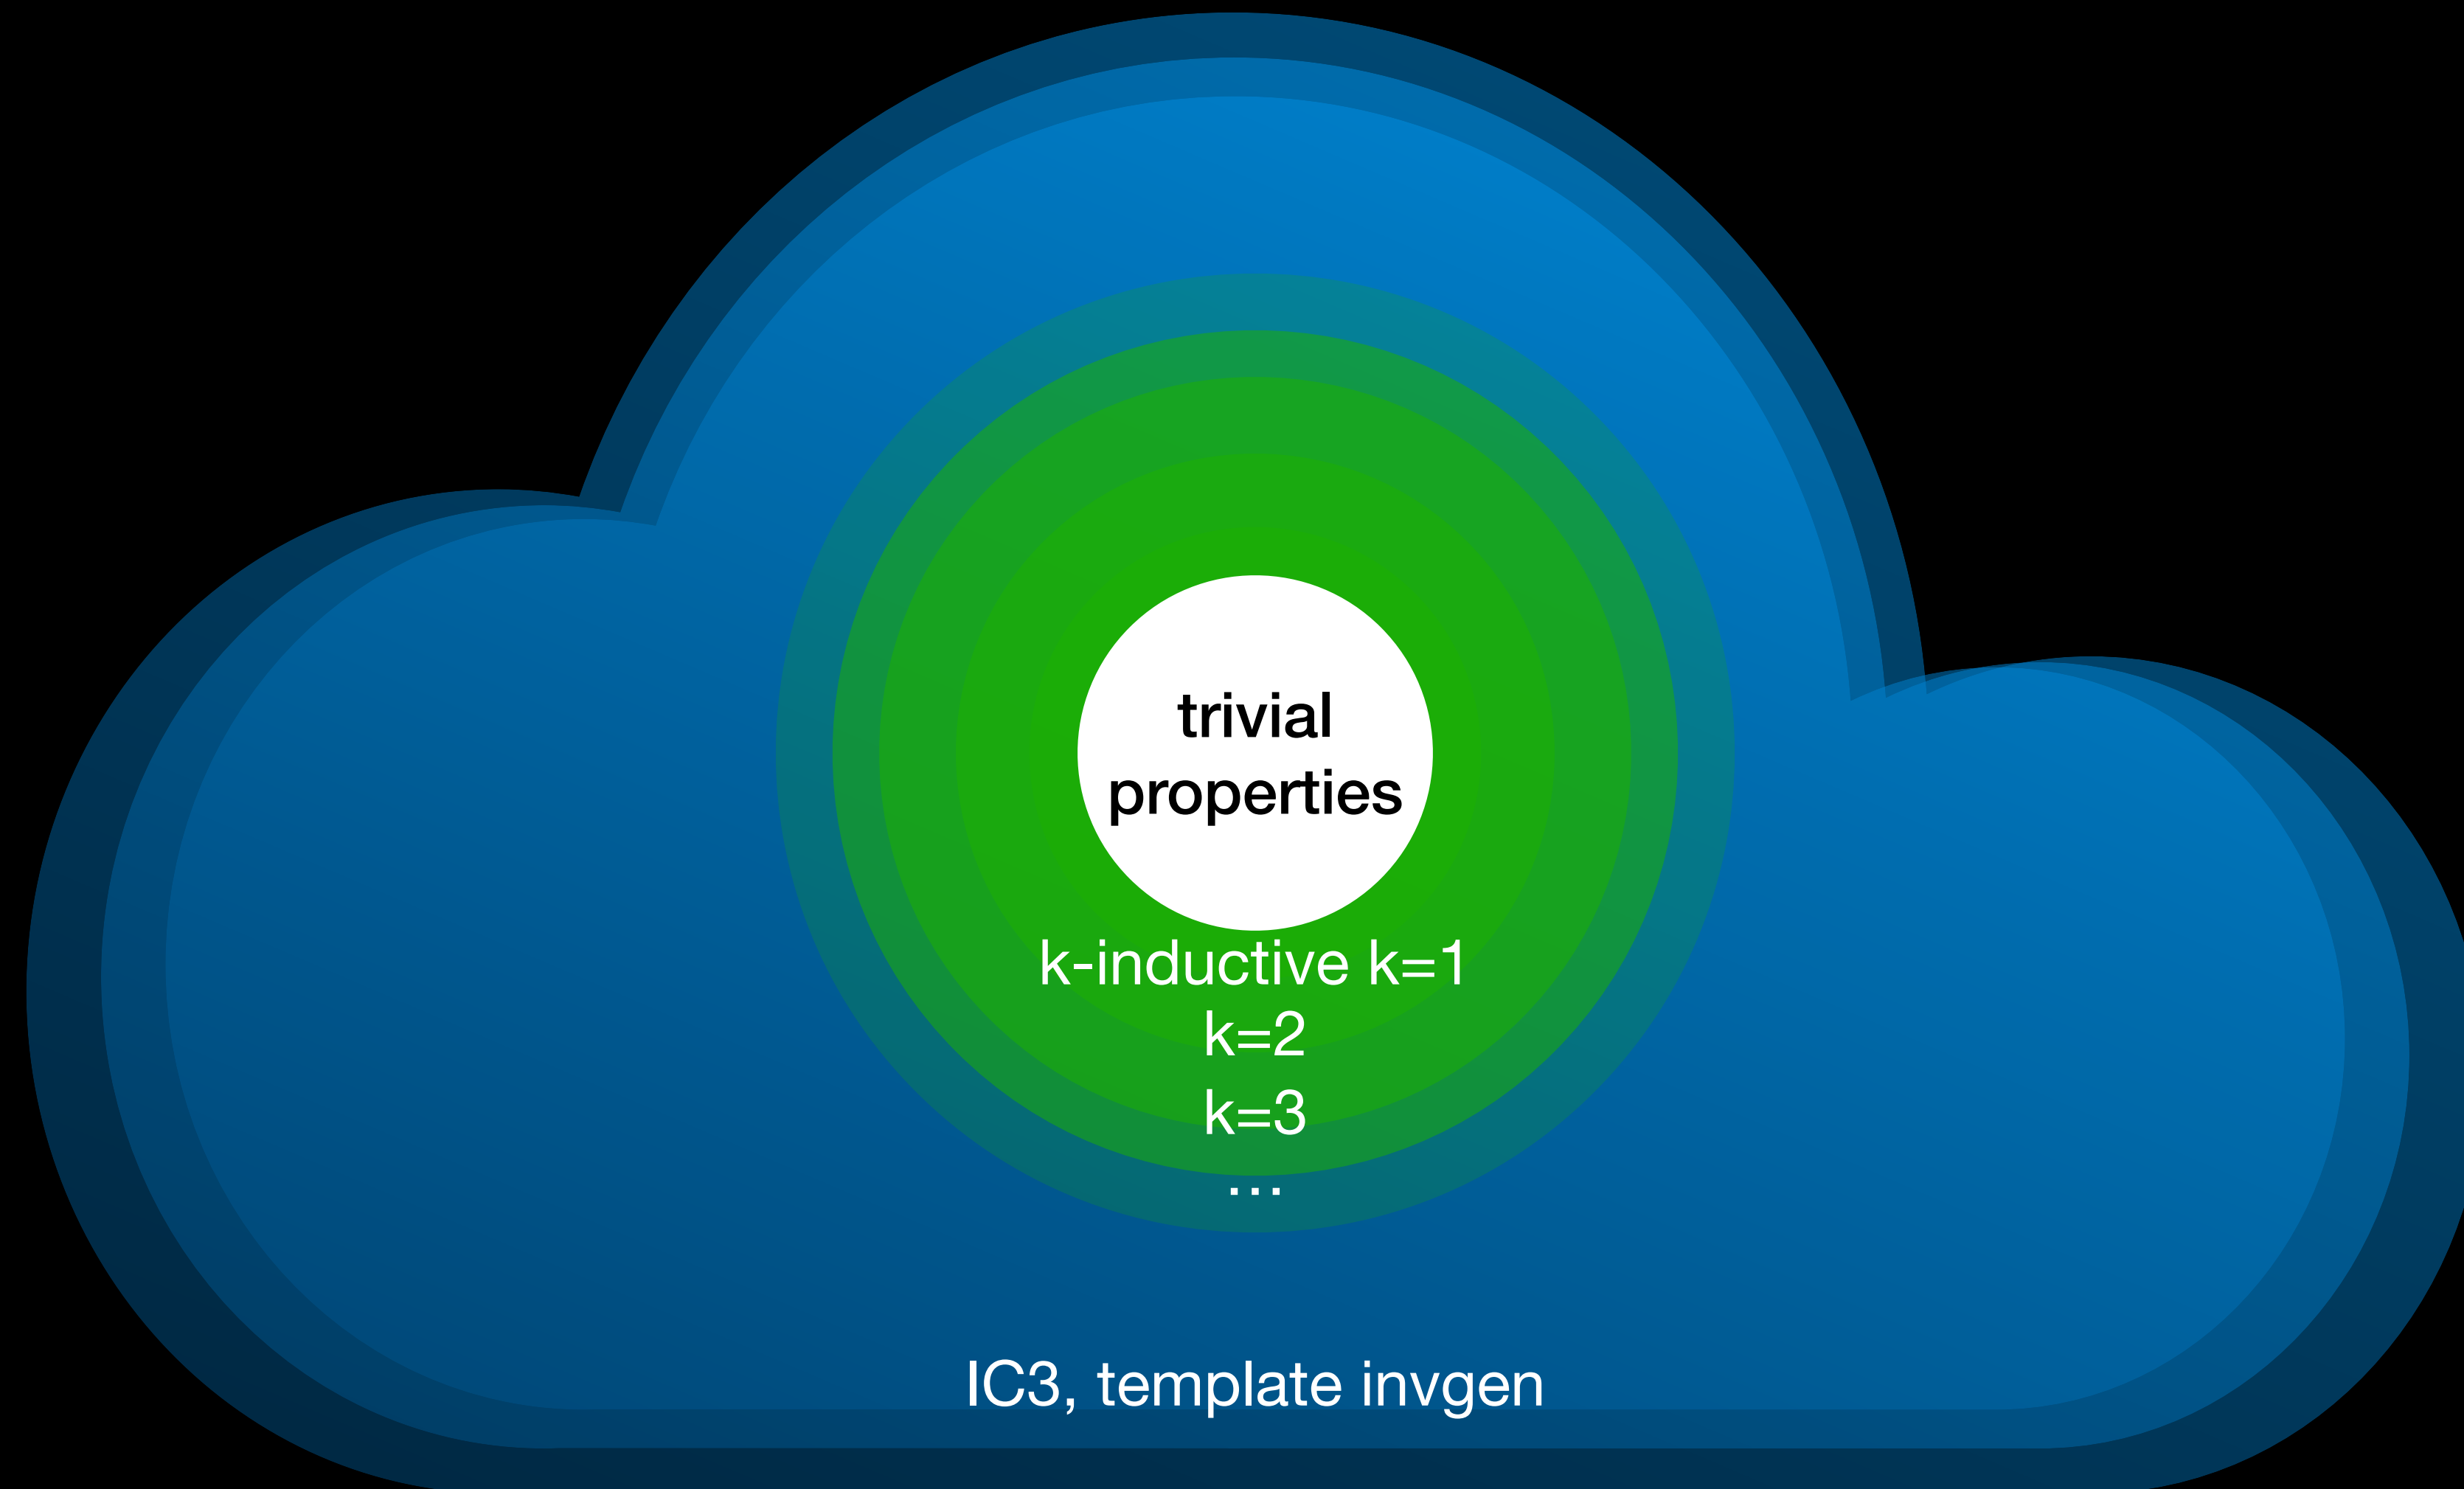 trivial
properties
k-inductive k=1
k=2
k=3
...
IC3, template invgen